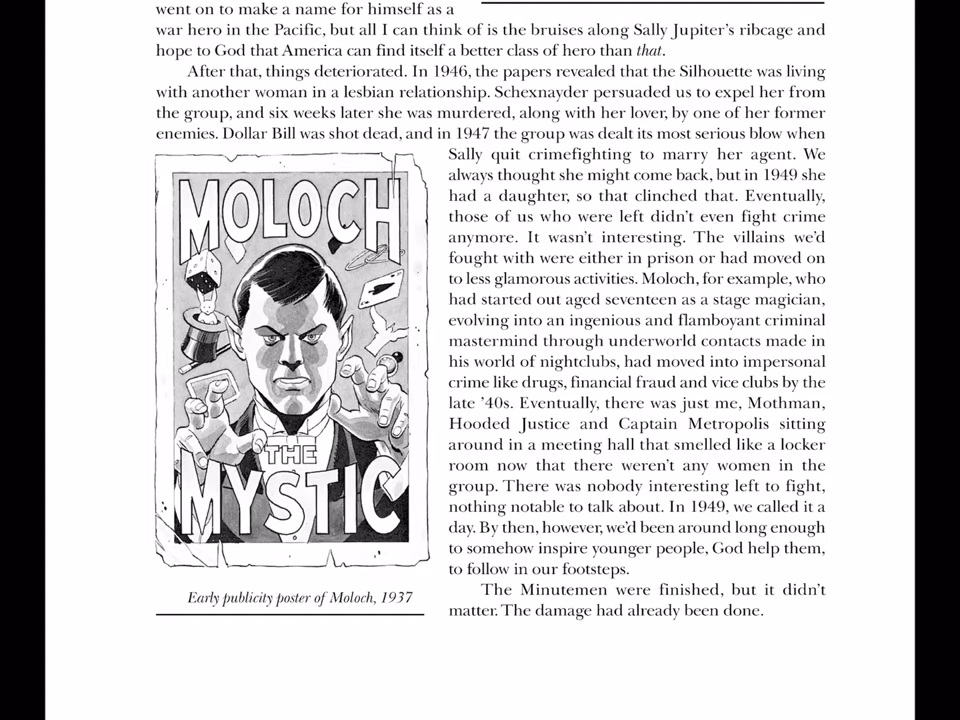 went on to make a name for himself as a
war hero in the Pacific, but all I can think of is the bruises along Sally Jupiter's ribcage and
hope to God that America can find itself a better class of hero than that.
After that, things deteriorated. In 1946, the papers revealed that the Silhouette was living
with another woman in a lesbian relationship. Schexnayder persuaded us to expel her from
the group, and six weeks later she was murdered, along with her lover, by one of her former
enemies. Dollar Bill was shot dead, and in 1947 the group was dealt its most serious blow when
Sally quit crimefighting to marry her agent. We
always thought she might come back, but in 1949 she
had a daughter, so that clinched that. Eventually,
those of us who were left didn't even fight crime
anymore. It wasn't interesting. The villains we'd
fought with were either in prison or had moved on
to less glamorous activities. Moloch, for example, who
had started out aged seventeen as a stage magician,
evolving into an ingenious and flamboyant criminal
mastermind through underworld contacts made in
his world of nightclubs, had moved into impersonal
crime like drugs, financial fraud and vice clubs by the
late '40s. Eventually, there was just me, Mothman,
Hooded Justice and Captain Metropolis sitting
around in a meeting hall that smelled like a locker
room now that there weren't any women in the
group. There was nobody interesting left to fight,
nothing notable to talk about. In 1949, we called it a
day. By then, however, we'd been around long enough
to somehow inspire younger people, God help them,
to follow in our footsteps.
The Minutemen were finished, but it didn't
matter. The damage had already been done.
MOLOCH
THE
MYSTIC
Early publicity poster of Moloch, 1937